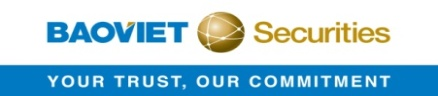 BAOVIET Securities
YOUR TRUST, OUR COMMITMENT